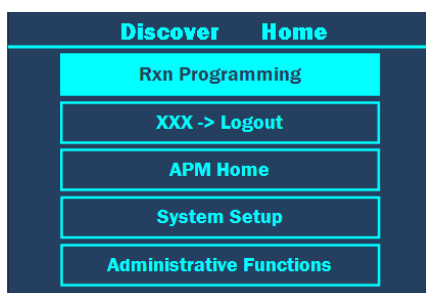 Discover Home
Rxn Programming
XXX -> Logout
APM Home
System Setup
Administrative Functions